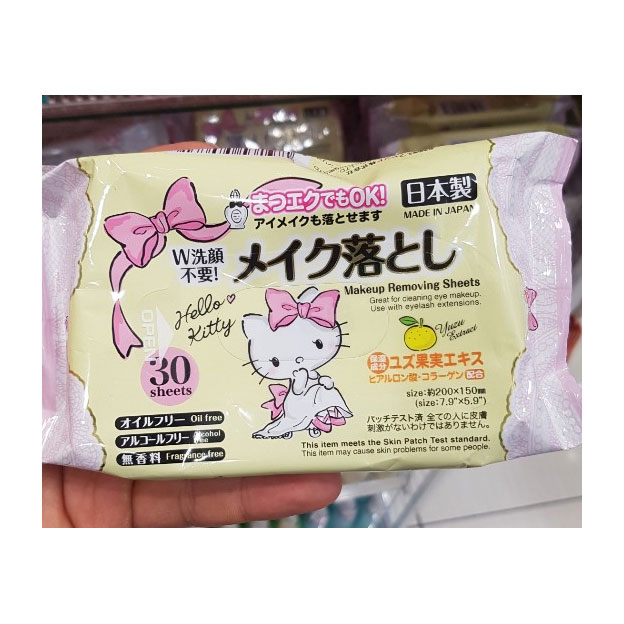 まつエクでもOK!
アイメイクも落とせます
日本製
MADE IN JAPAN
W洗顔
不要!
メイク落とし
Makeup Removing Sheets
Great for cleaning eye makeup.
Use with eyelash extensions.
Hello
Kitty
OPEN
30
sheets
Yuzu
Extract
保湿
成分
ユズ果実エキス
ヒアルロン酸・コラーゲン 配合
size:約200×150mm
(size: 7.9"×5.9")
オイルフリー Oil free
アルコールフリー Alcohol free
無香料 Fragrance free
パッチテスト済 全ての人に皮膚
刺激がないわけではありません。
This item meets the Skin Patch Test standard.
This item may cause skin problems for some people.